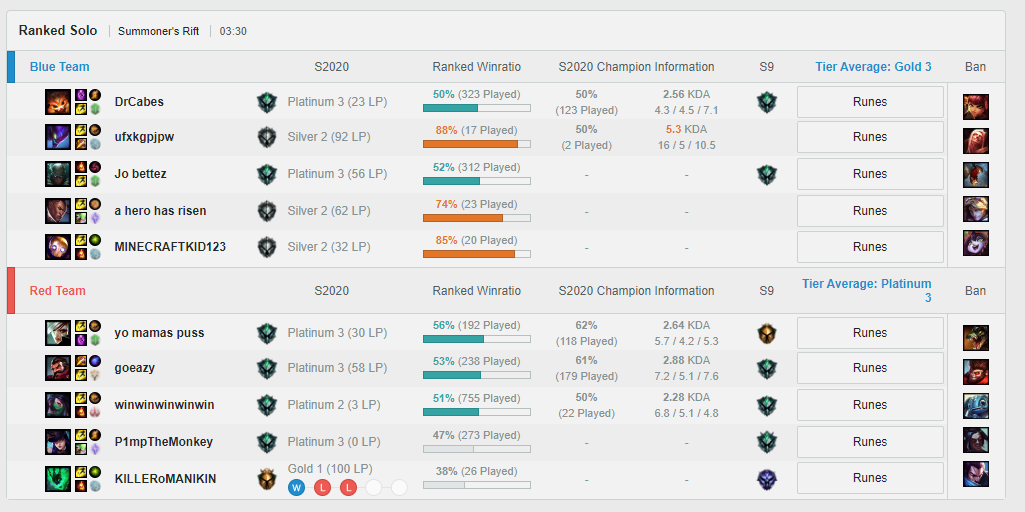 Ranked Solo | Summoner's Rift | 03:30
Blue Team S2020 Ranked Winratio S2020 Champion Information S9 Tier Average: Gold 3 Ban
DrCabes Platinum 3 (23 LP) 50% (323 Played) 50% 2.56 KDA Runes
(123 Played) 4.3 / 4.5 / 7.1
ufxkgpjpw Silver 2 (92 LP) 88% (17 Played) 50% 5.3 KDA Runes
(2 Played) 16 / 5 / 10.5
Jo bettez Platinum 3 (56 LP) 52% (312 Played) - - Runes
a hero has risen Silver 2 (62 LP) 74% (23 Played) - - Runes
MINECRAFTKID123 Silver 2 (32 LP) 85% (20 Played) - - Runes
Red Team S2020 Ranked Winratio S2020 Champion Information S9 Tier Average: Platinum Ban
3
yo mamas puss Platinum 3 (30 LP) 56% (192 Played) 62% 2.64 KDA Runes
(118 Played) 5.7 / 4.2 / 5.3
goeazy Platinum 3 (58 LP) 53% (238 Played) 61% 2.88 KDA Runes
(179 Played) 7.2 / 5.1 / 7.6
winwinwinwinwin Platinum 2 (3 LP) 51% (755 Played) 50% 2.28 KDA Runes
(22 Played) 6.8 / 5.1 / 4.8
P1mpTheMonkey Platinum 3 (0 LP) 47% (273 Played) - - Runes
KILLERoMANIKIN Gold 1 (100 LP) 38% (26 Played) - - Runes
W L L